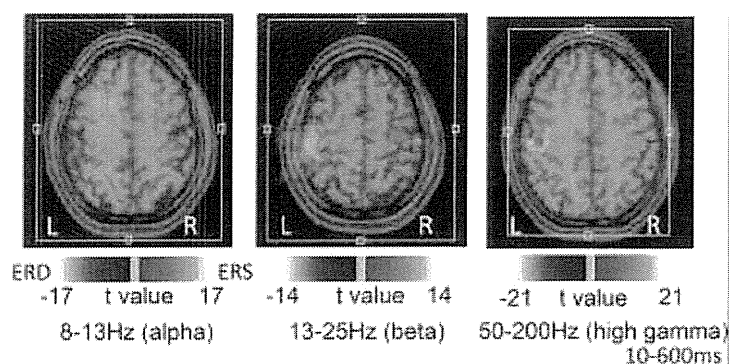 L R L R L R
ERD ERS
-17 t value 17 -14 t value 14 -21 t value 21
8-13Hz (alpha) 13-25Hz (beta) 50-200Hz (high gamma)
10-600ms